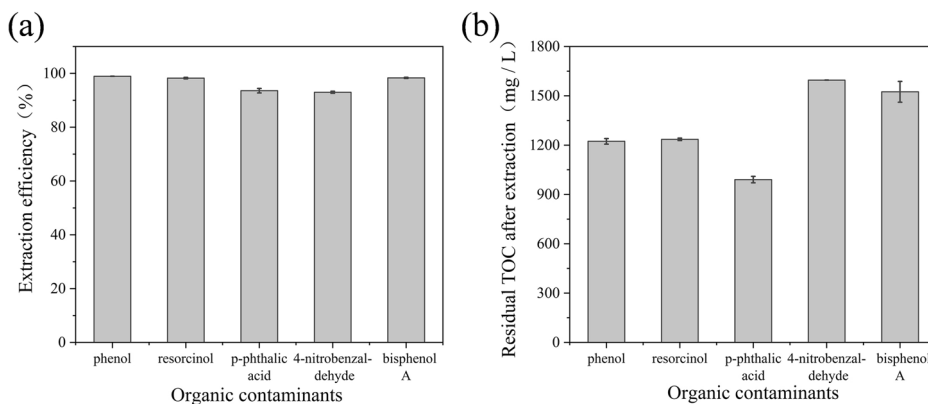 (a)
Extraction efficiency (%)
100
80
60
40
20
0
phenol
resorcinol
p-phthalic
acid
4-nitrobenzal-
dehyde
bisphenol
A
Organic contaminants
(b)
Residual TOC after extraction (mg / L)
1800
1500
1200
900
600
300
0
phenol
resorcinol
p-phthalic
acid
4-nitrobenzal-
dehyde
bisphenol
A
Organic contaminants